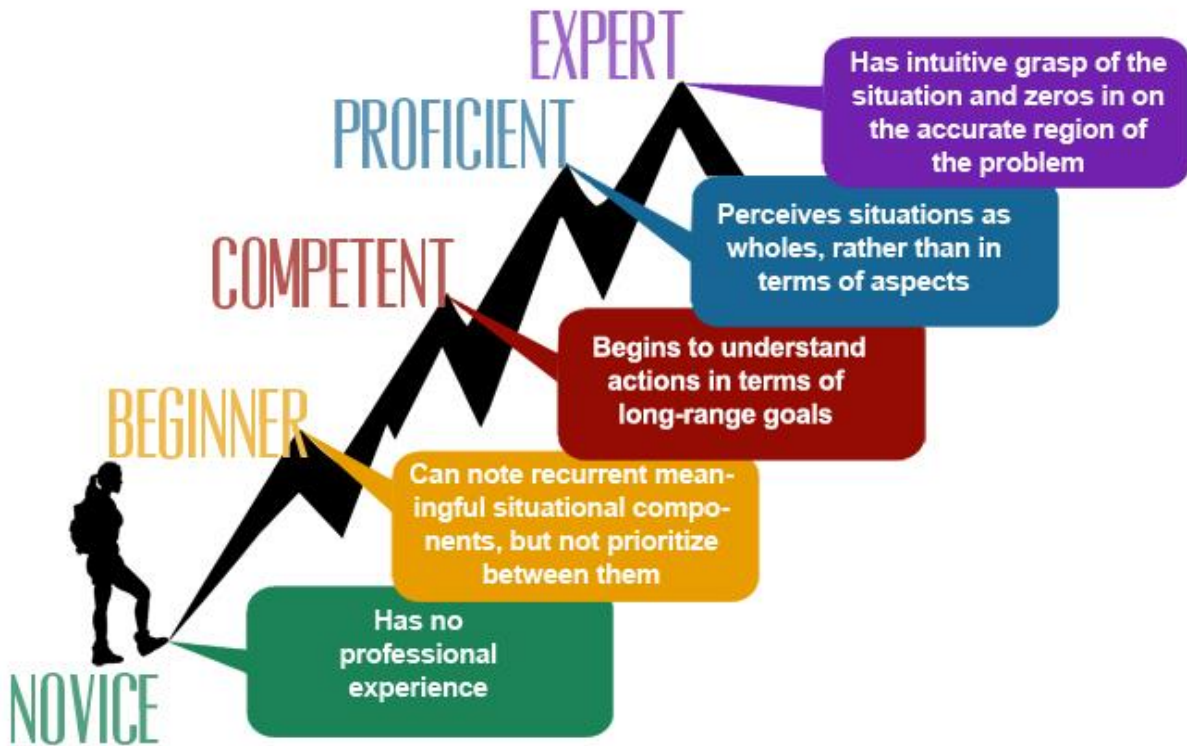 EXPERT
Has intuitive grasp of the
situation and zeros in on
the accurate region of
the problem
PROFICIENT
Perceives situations as
wholes, rather than in
terms of aspects
COMPETENT
Begins to understand
actions in terms of
long-range goals
BEGINNER
Can note recurrent mean-
ingful situational compo-
nents, but not prioritize
between them
Has no
professional
experience
NOVICE